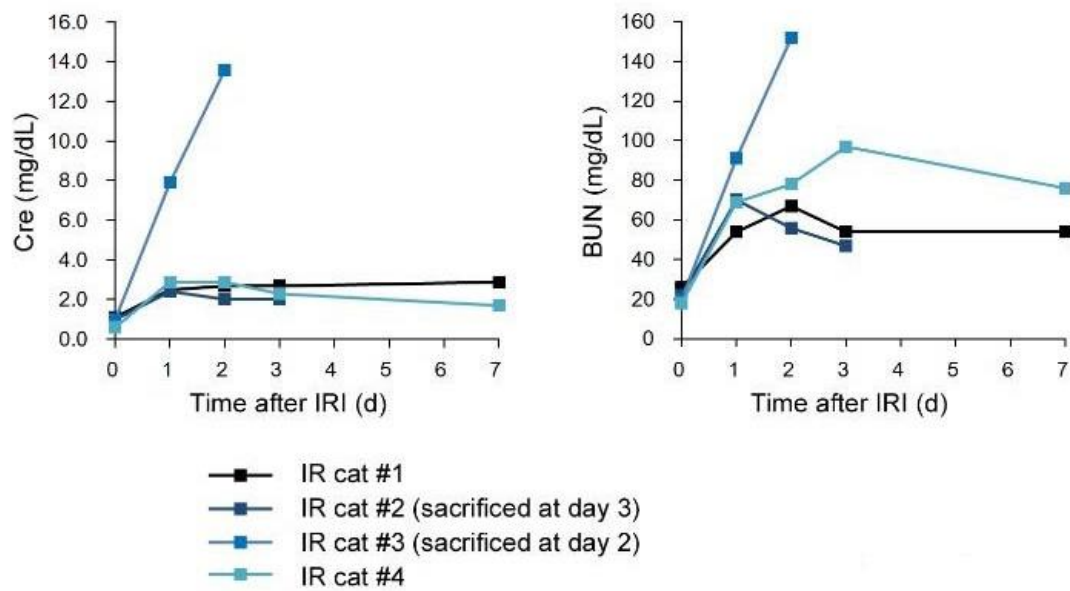 Cre (mg/dL)
16.0
14.0
12.0
10.0
8.0
6.0
4.0
2.0
0.0
0 1 2 3 4 5 6 7
Time after IRI (d)
BUN (mg/dL)
160
140
120
100
80
60
40
20
0
0 1 2 3 4 5 6 7
Time after IRI (d)
IR cat #1
IR cat #2 (sacrificed at day 3)
IR cat #3 (sacrificed at day 2)
IR cat #4